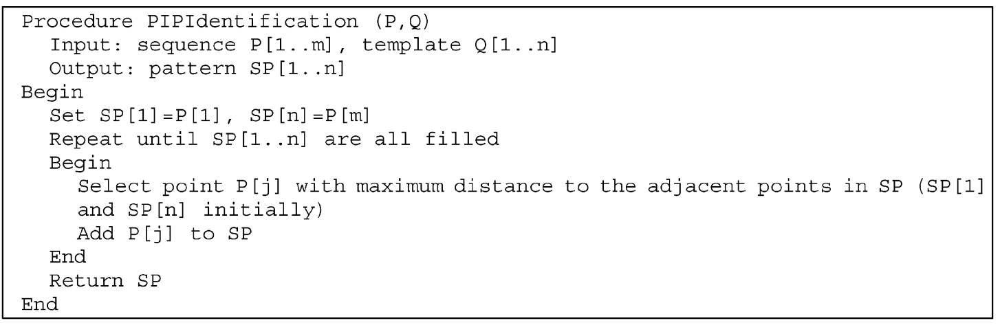 Procedure PIPIdentification (P,Q)
Input: sequence P[1..m], template Q[1..n]
Output: pattern SP[1..n]
Begin
Set SP[1]=P[1], SP[n]=P[m]
Repeat until SP[1..n] are all filled
Begin
Select point P[j] with maximum distance to the adjacent points in SP (SP[1]
and SP[n] initially)
Add P[j] to SP
End
Return SP
End